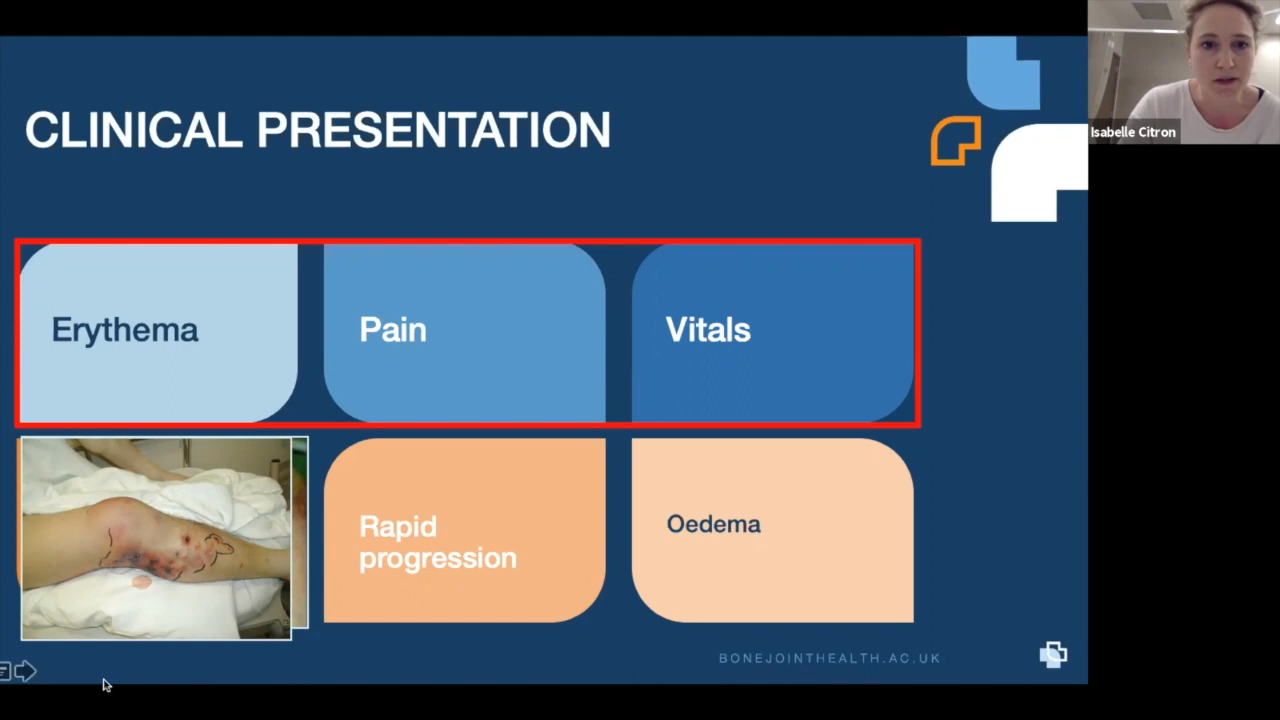 CLINICAL PRESENTATION
Isabelle Citron
Erythema
Pain
Vitals
Rapid
progression
Oedema
BONEJOINTHEALTH.AC.UK